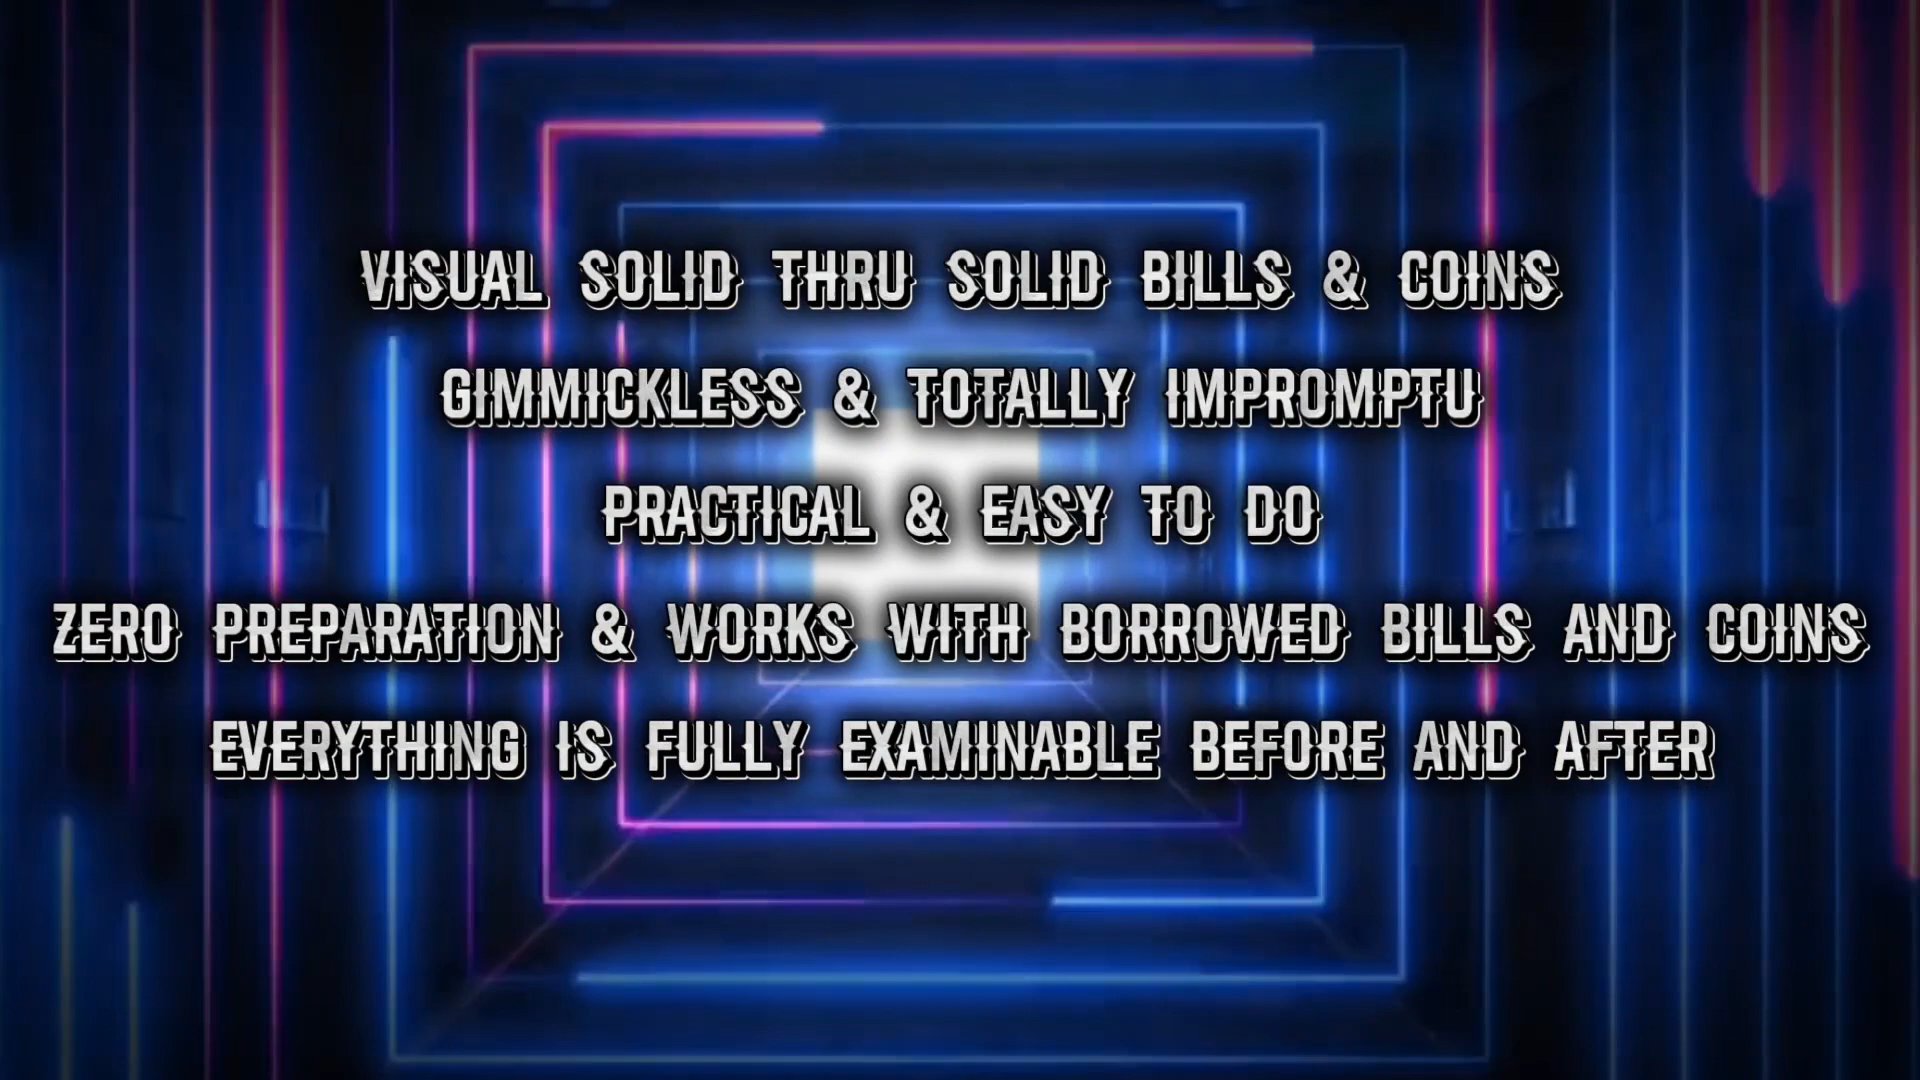 VISUAL SOLID THRU SOLID BILLS & COINS
GIMMICKLESS & TOTALLY IMPROMPTU
PRACTICAL & EASY TO DO
ZERO PREPARATION & WORKS WITH BORROWED BILLS AND COINS
EVERYTHING IS FULLY EXAMINABLE BEFORE AND AFTER